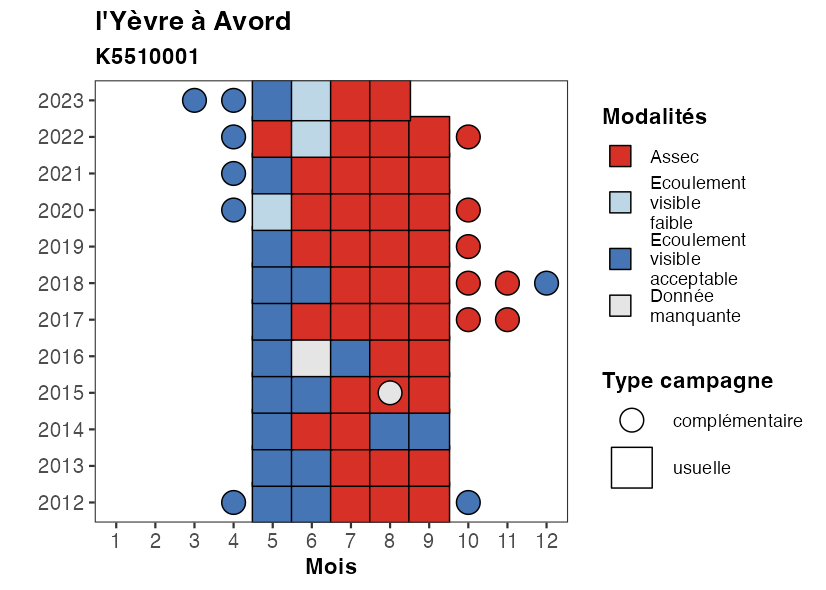 l'Yèvre à Avord
K5510001
2023
2022
2021
2020
2019
2018
2017
2016
2015
2014
2013
2012
1 2 3 4 5 6 7 8 9 10 11 12
Mois
Modalités
Assec
Ecoulement
visible
faible
Ecoulement
visible
acceptable
Donnée
manquante
Type campagne
complémentaire
usuelle